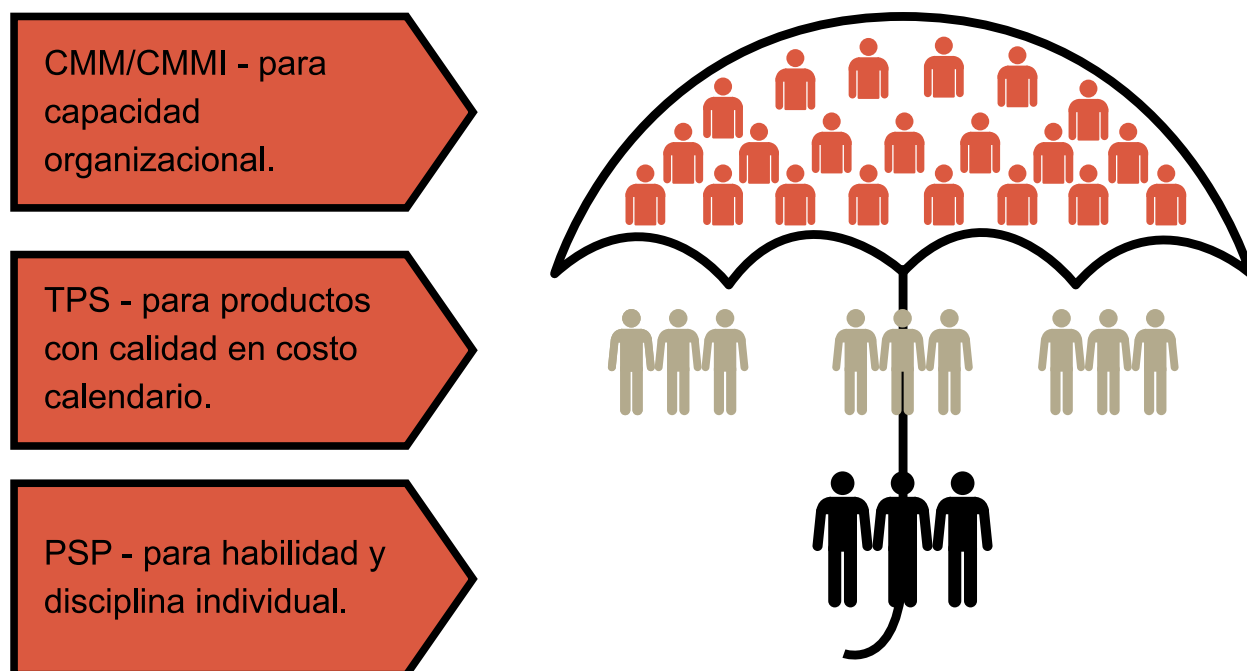 CMM/CMMI - para
capacidad
organizacional.
TPS - para productos
con calidad en costo
calendario.
PSP - para habilidad y
disciplina individual.